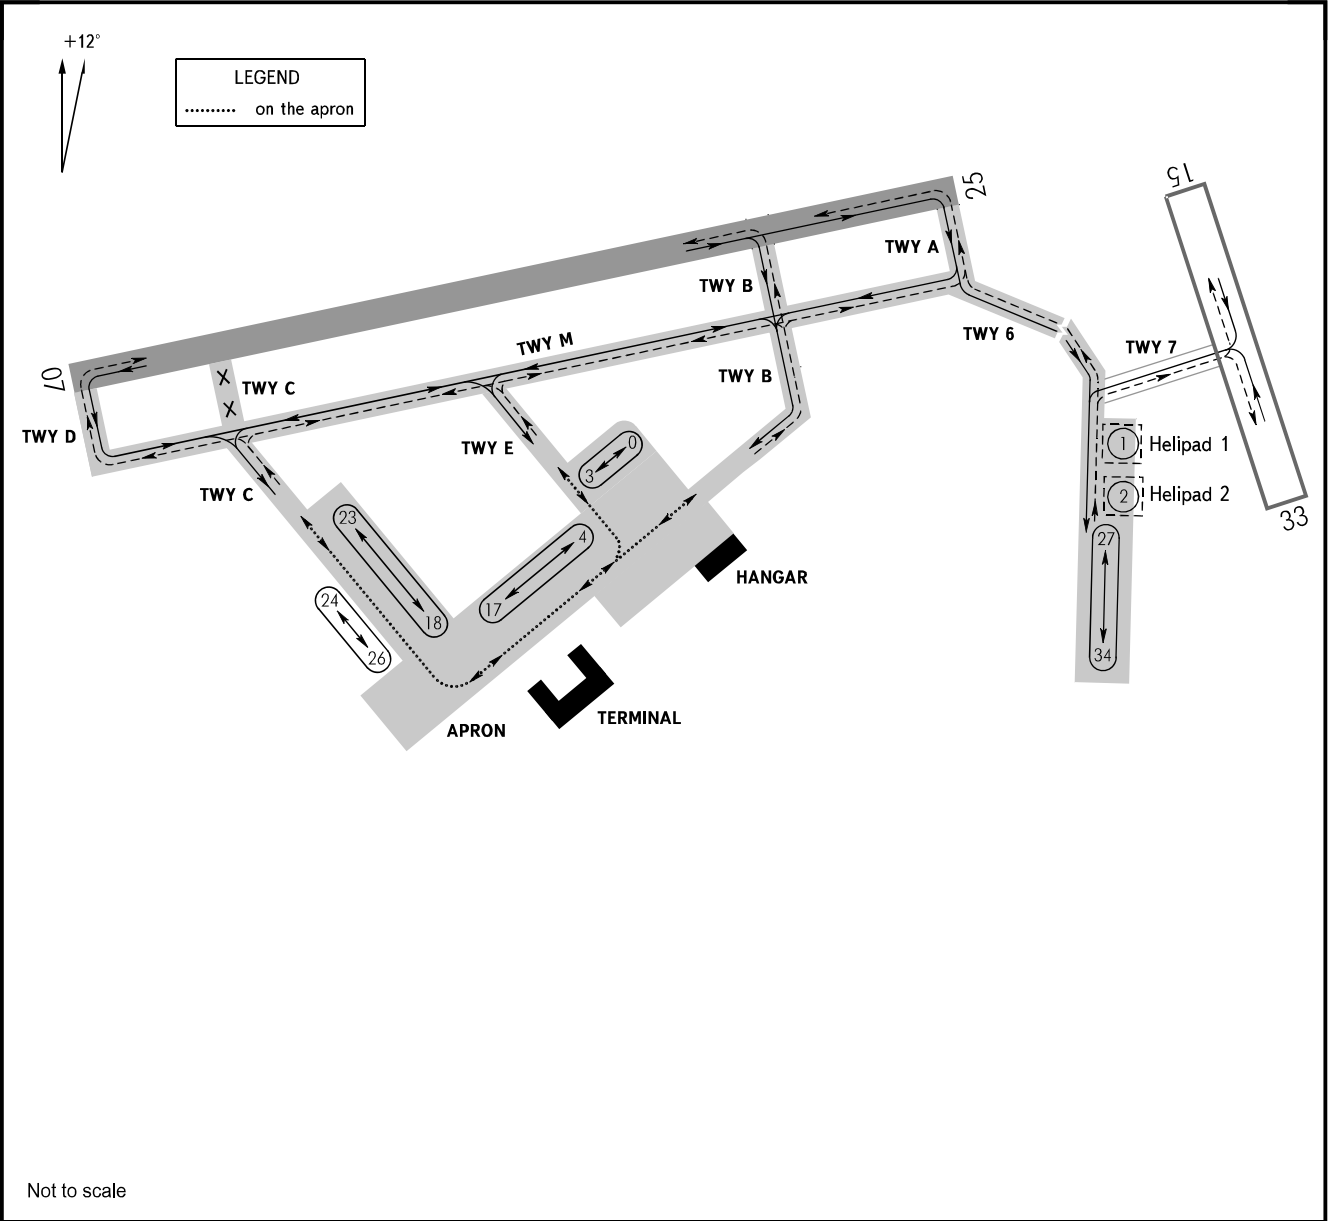 +12°
LEGEND
on the apron
15
25
TWY A
TWY B
TWY 6
TWY M
TWY 7
07
TWY C
TWY B
X
X
TWY D
TWY E
1 Helipad 1
0
3
TWY C
2 Helipad 2
23
4
27
33
HANGAR
24
17
18
26
34
TERMINAL
APRON
Not to scale